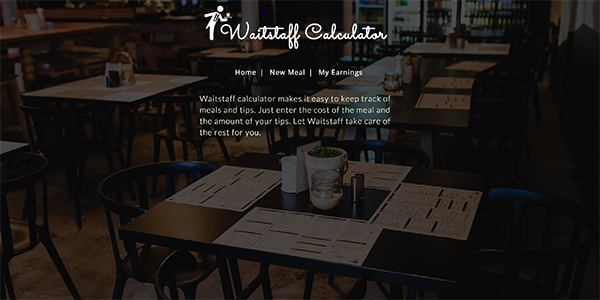 Waitstaff Calculator
Home | New Meal | My Earnings
Waitstaff calculator makes it easy to keep track of
meals and tips. Just enter the cost of the meal and
the amount of your tips. Let Waitstaff take care of
the rest for you.